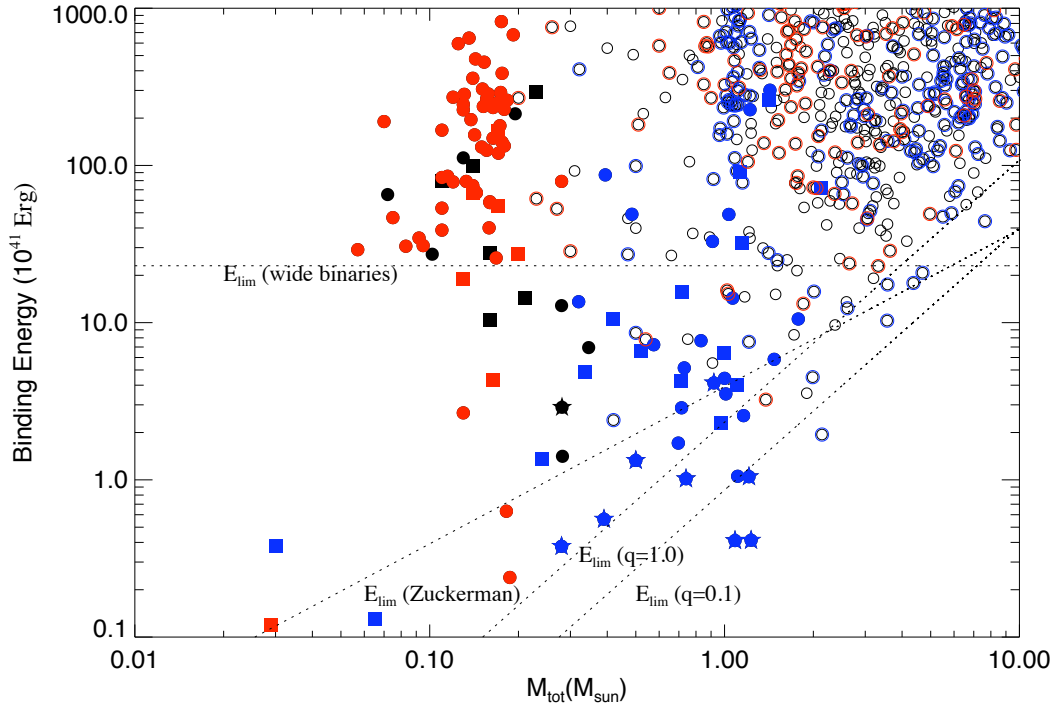 1000.0
100.0
10.0
1.0
0.1
Binding Energy (10^41 Erg)
E_lim (wide binaries)
E_lim (q=1.0)
E_lim (Zuckerman)
E_lim (q=0.1)
0.01 0.10 1.00 10.00
M_tot(M_sun)